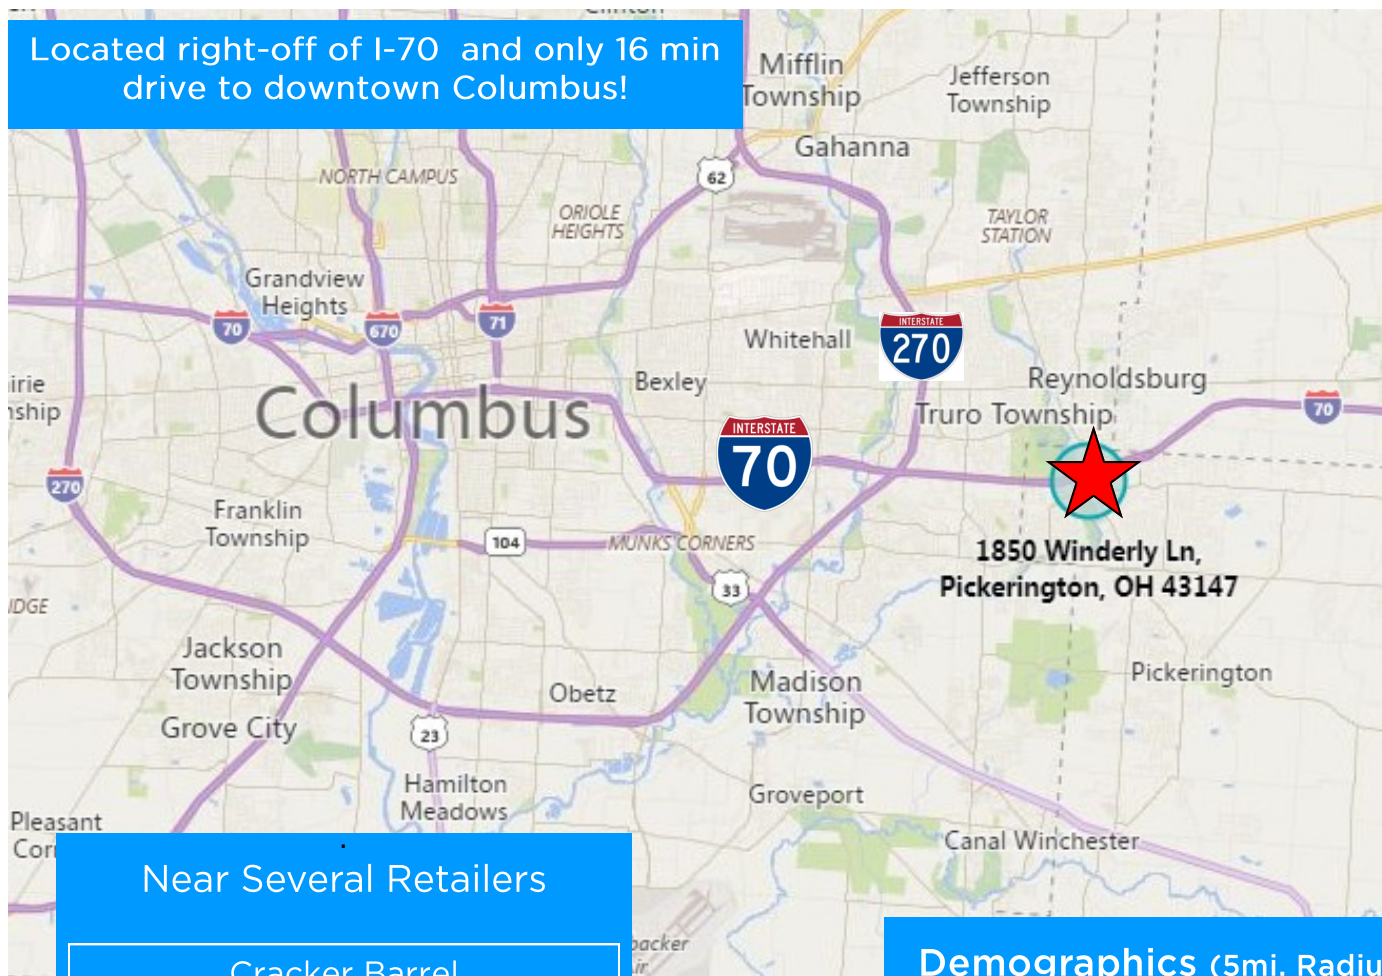 Clinton
Located right-off of I-70 and only 16 min
drive to downtown Columbus!
Mifflin
Township
Jefferson
Township
Gahanna
62
NORTH CAMPUS
ORIOLE
HEIGHTS
TAYLOR
STATION
Grandview
Heights
70
670
71
Whitehall
INTERSTATE
270
Bexley
Reynoldsburg
Columbus
Truro Township
70
INTERSTATE
70
270
Franklin
Township
104
MUNKS CORNERS
1850 Winderly Ln,
Pickerington, OH 43147
33
Jackson
Township
Pickerington
Obetz
Madison
Township
Grove City
23
Hamilton
Meadows
Groveport
Pleasant
Canal Winchester
Near Several Retailers
Cracker Barrel
Demographics (5mi. Radiu